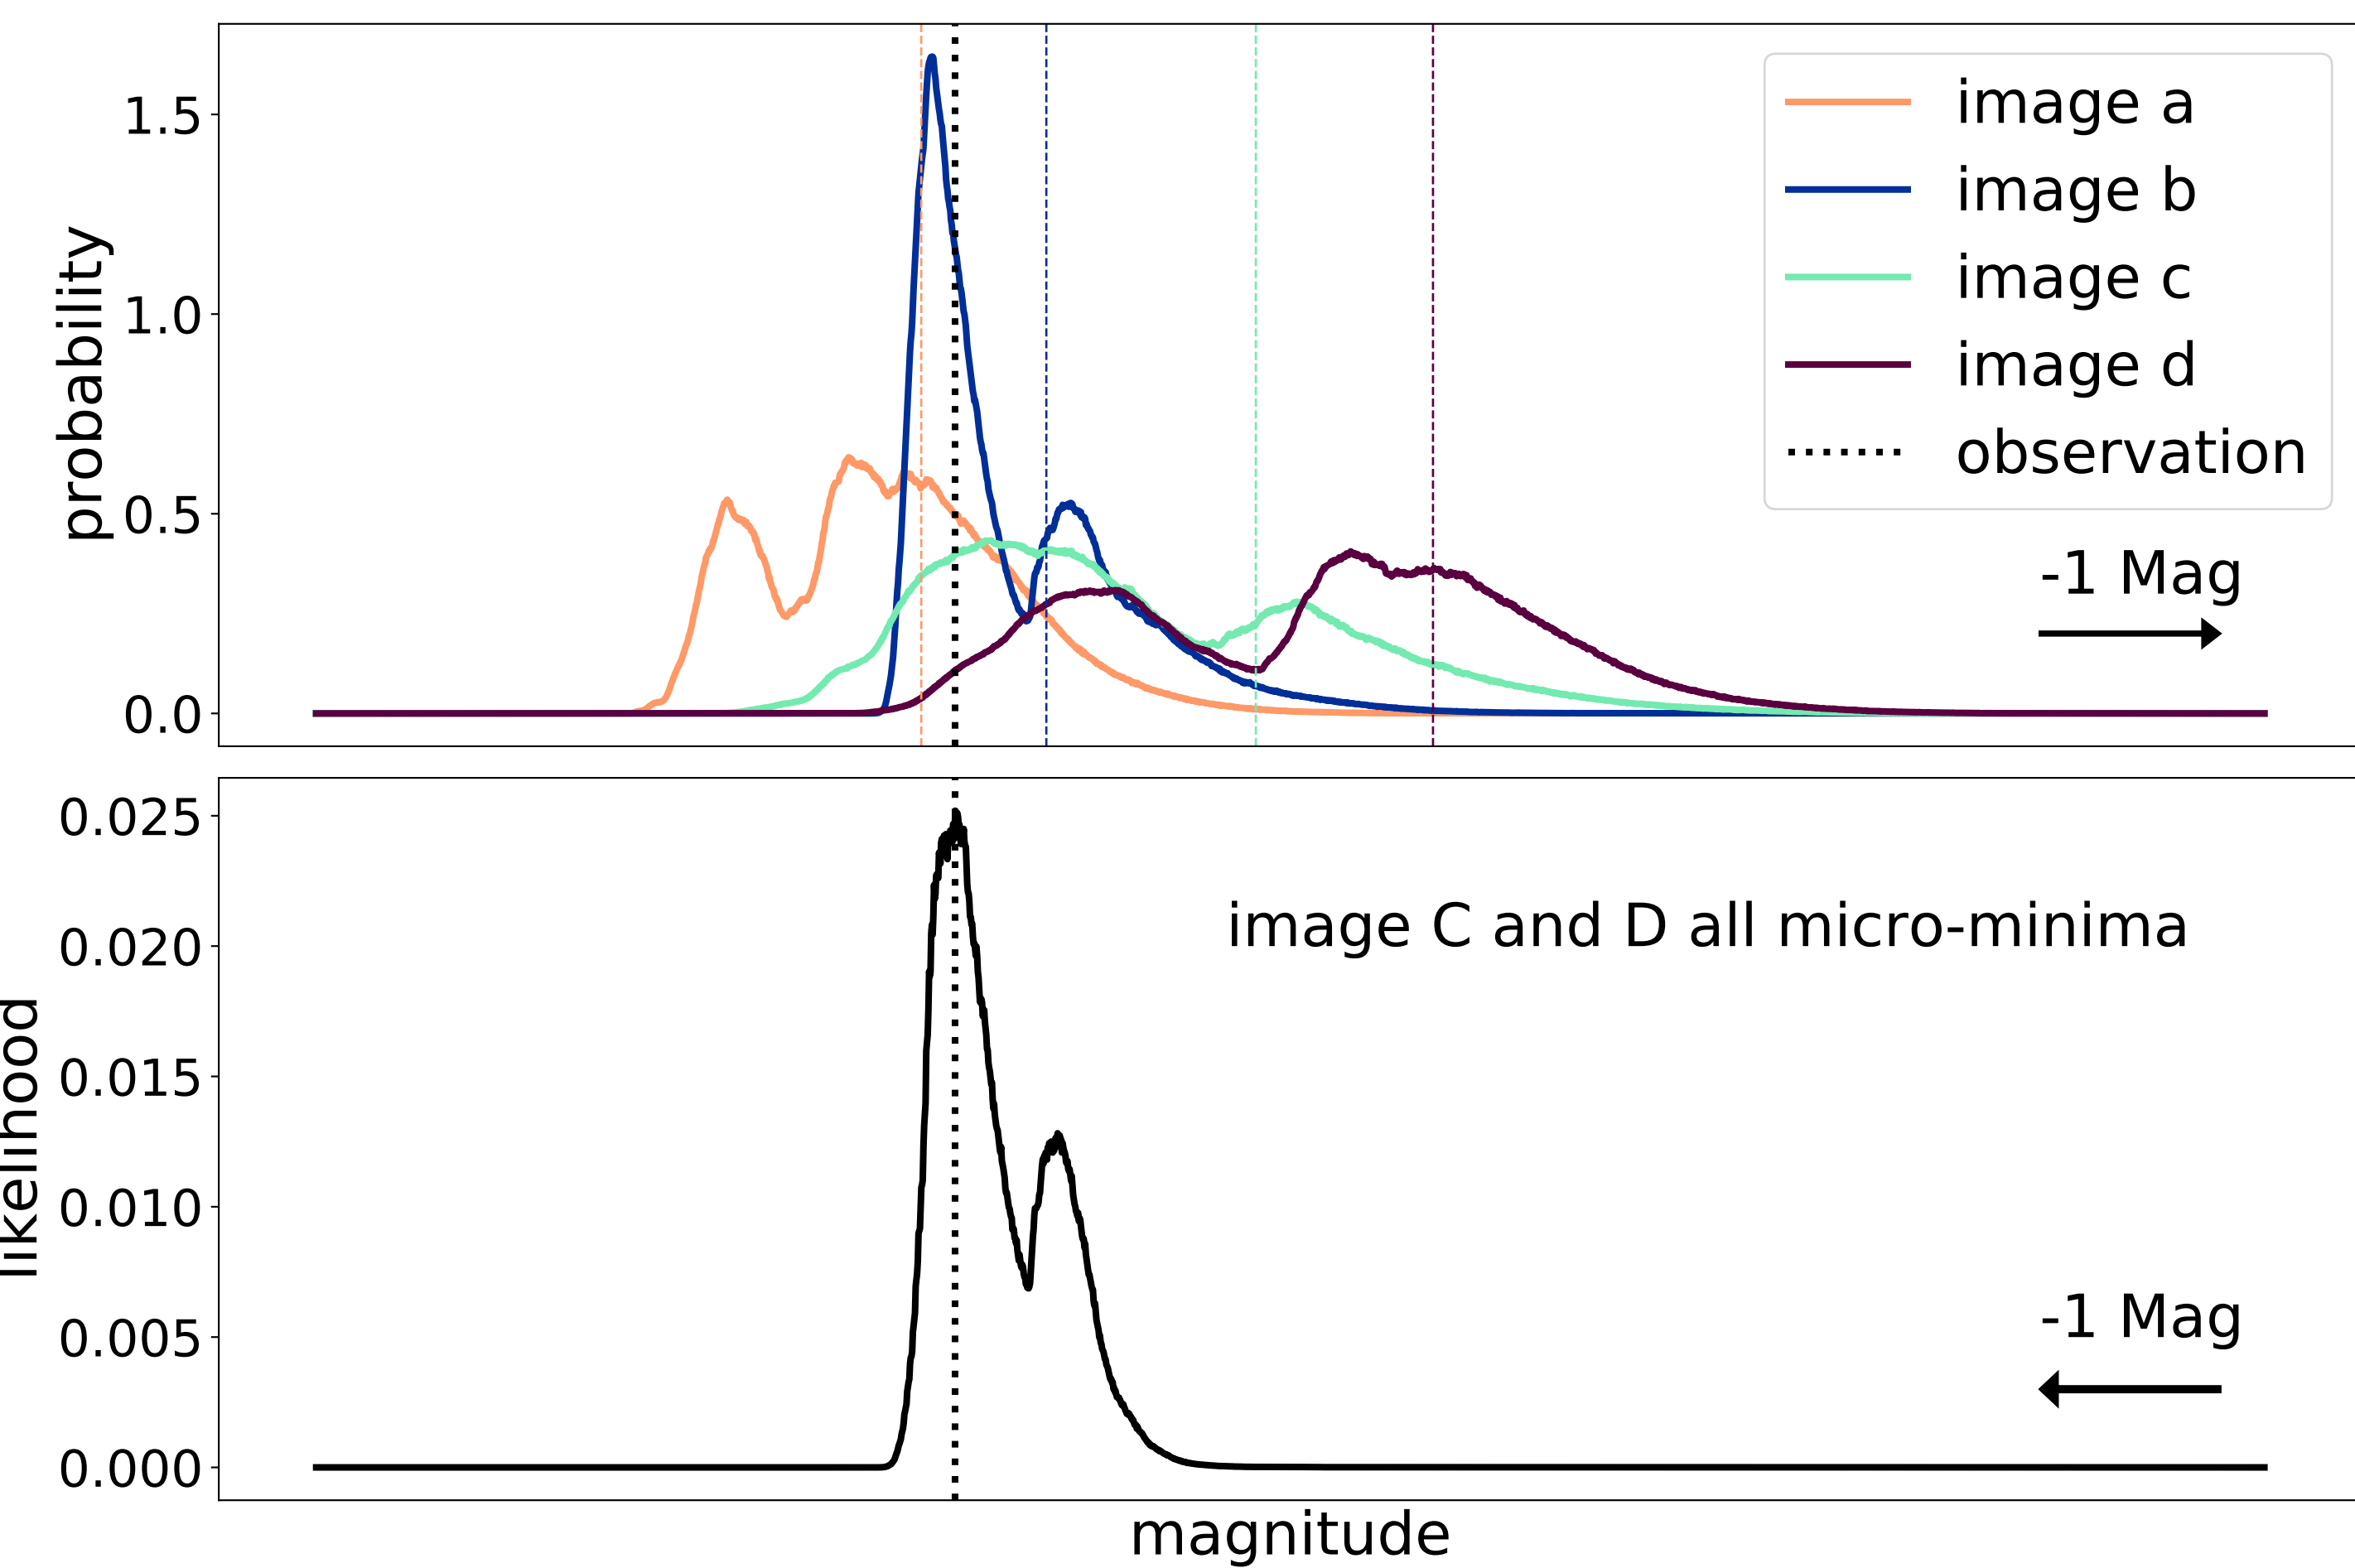 probability
1.5
1.0
0.5
0.0
image a
image b
image c
image d
observation
-1 Mag
likelihood
0.025
0.020
0.015
0.010
0.005
0.000
image C and D all micro-minima
-1 Mag
magnitude